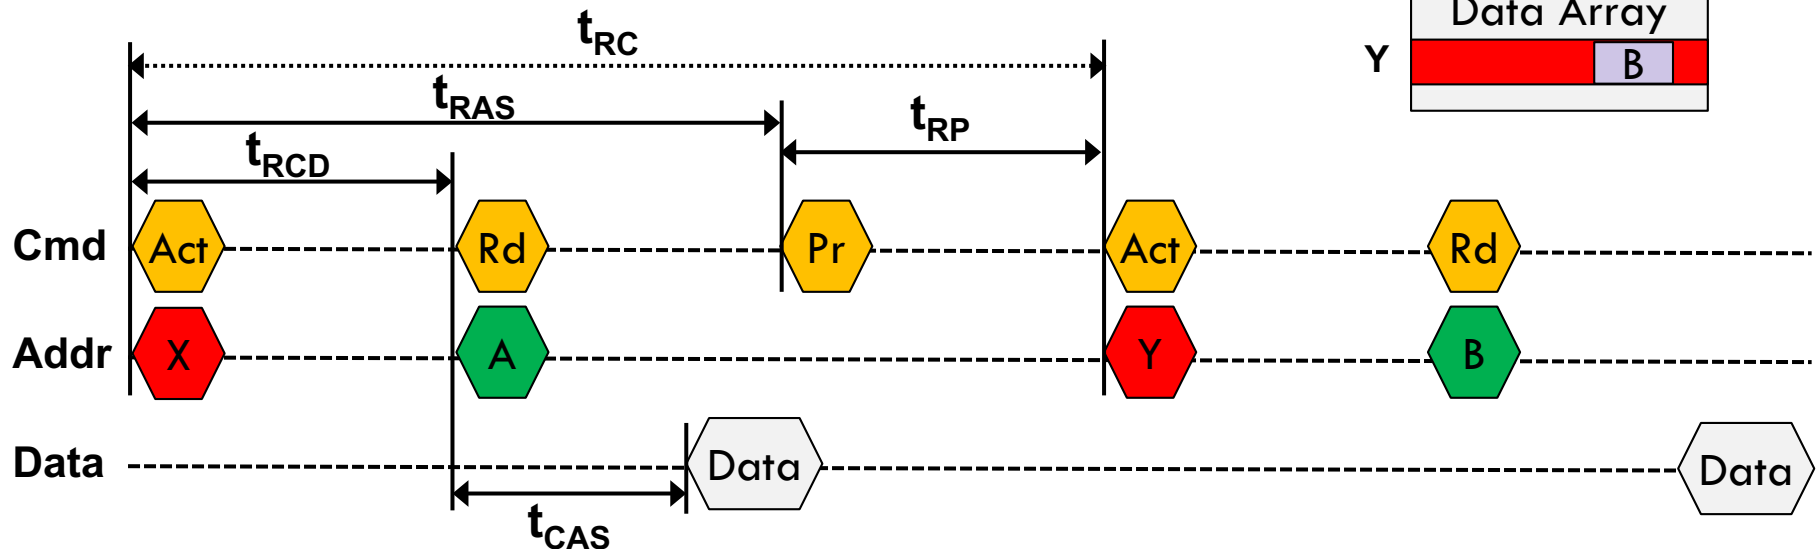 Data Array
Y B
tRC
tRAS
tRP
tRCD
Cmd Act Rd Pr Act Rd
Addr X A Y B
Data Data Data
tCAS